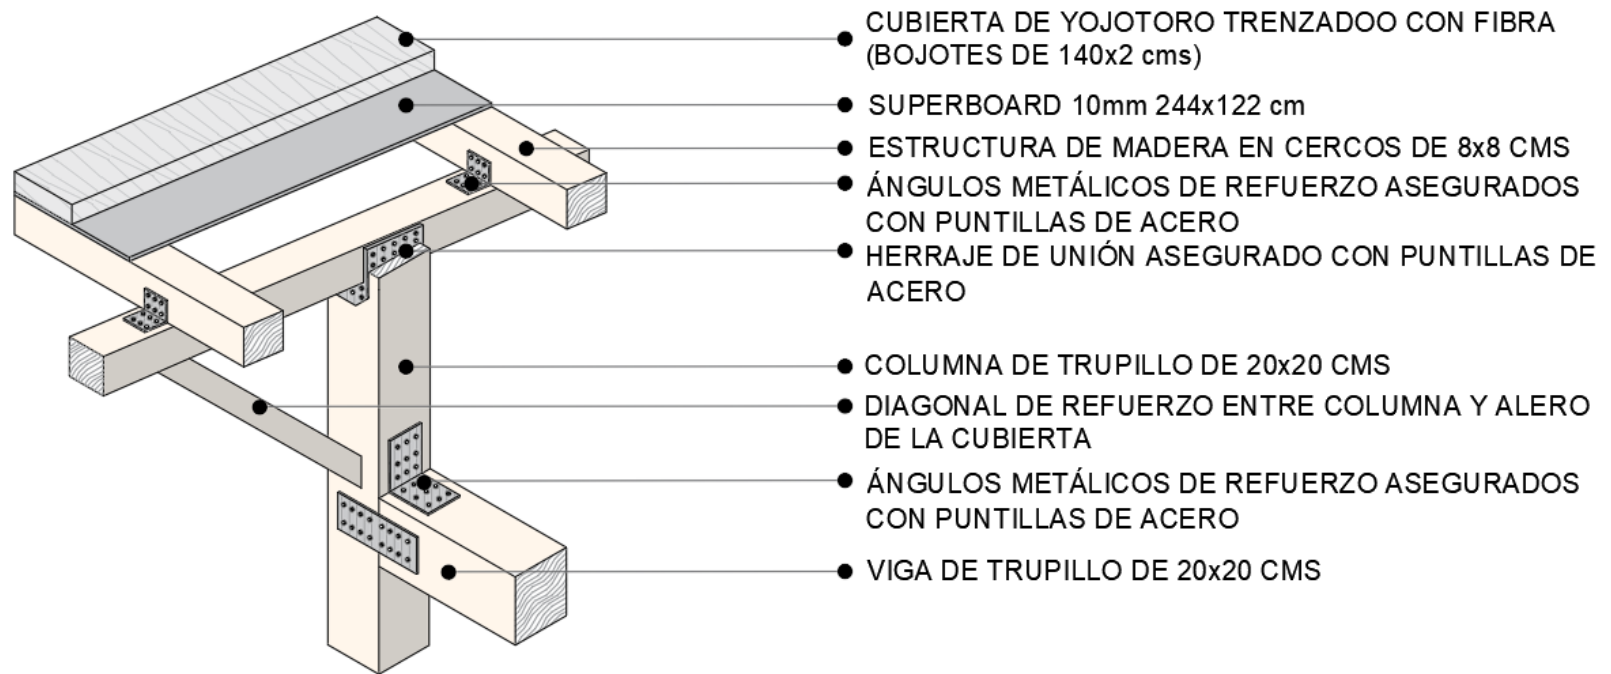 CUBIERTA DE YOJOTORO TRENZADOO CON FIBRA
(BOJOTES DE 140x2 cms)
SUPERBOARD 10mm 244x122 cm
ESTRUCTURA DE MADERA EN CERCOS DE 8x8 CMS
ÁNGULOS METÁLICOS DE REFUERZO ASEGURADOS
CON PUNTILLAS DE ACERO
HERRAJE DE UNIÓN ASEGURADO CON PUNTILLAS DE
ACERO
COLUMNA DE TRUPILLO DE 20x20 CMS
DIAGONAL DE REFUERZO ENTRE COLUMNA Y ALERO
DE LA CUBIERTA
ÁNGULOS METÁLICOS DE REFUERZO ASEGURADOS
CON PUNTILLAS DE ACERO
VIGA DE TRUPILLO DE 20x20 CMS